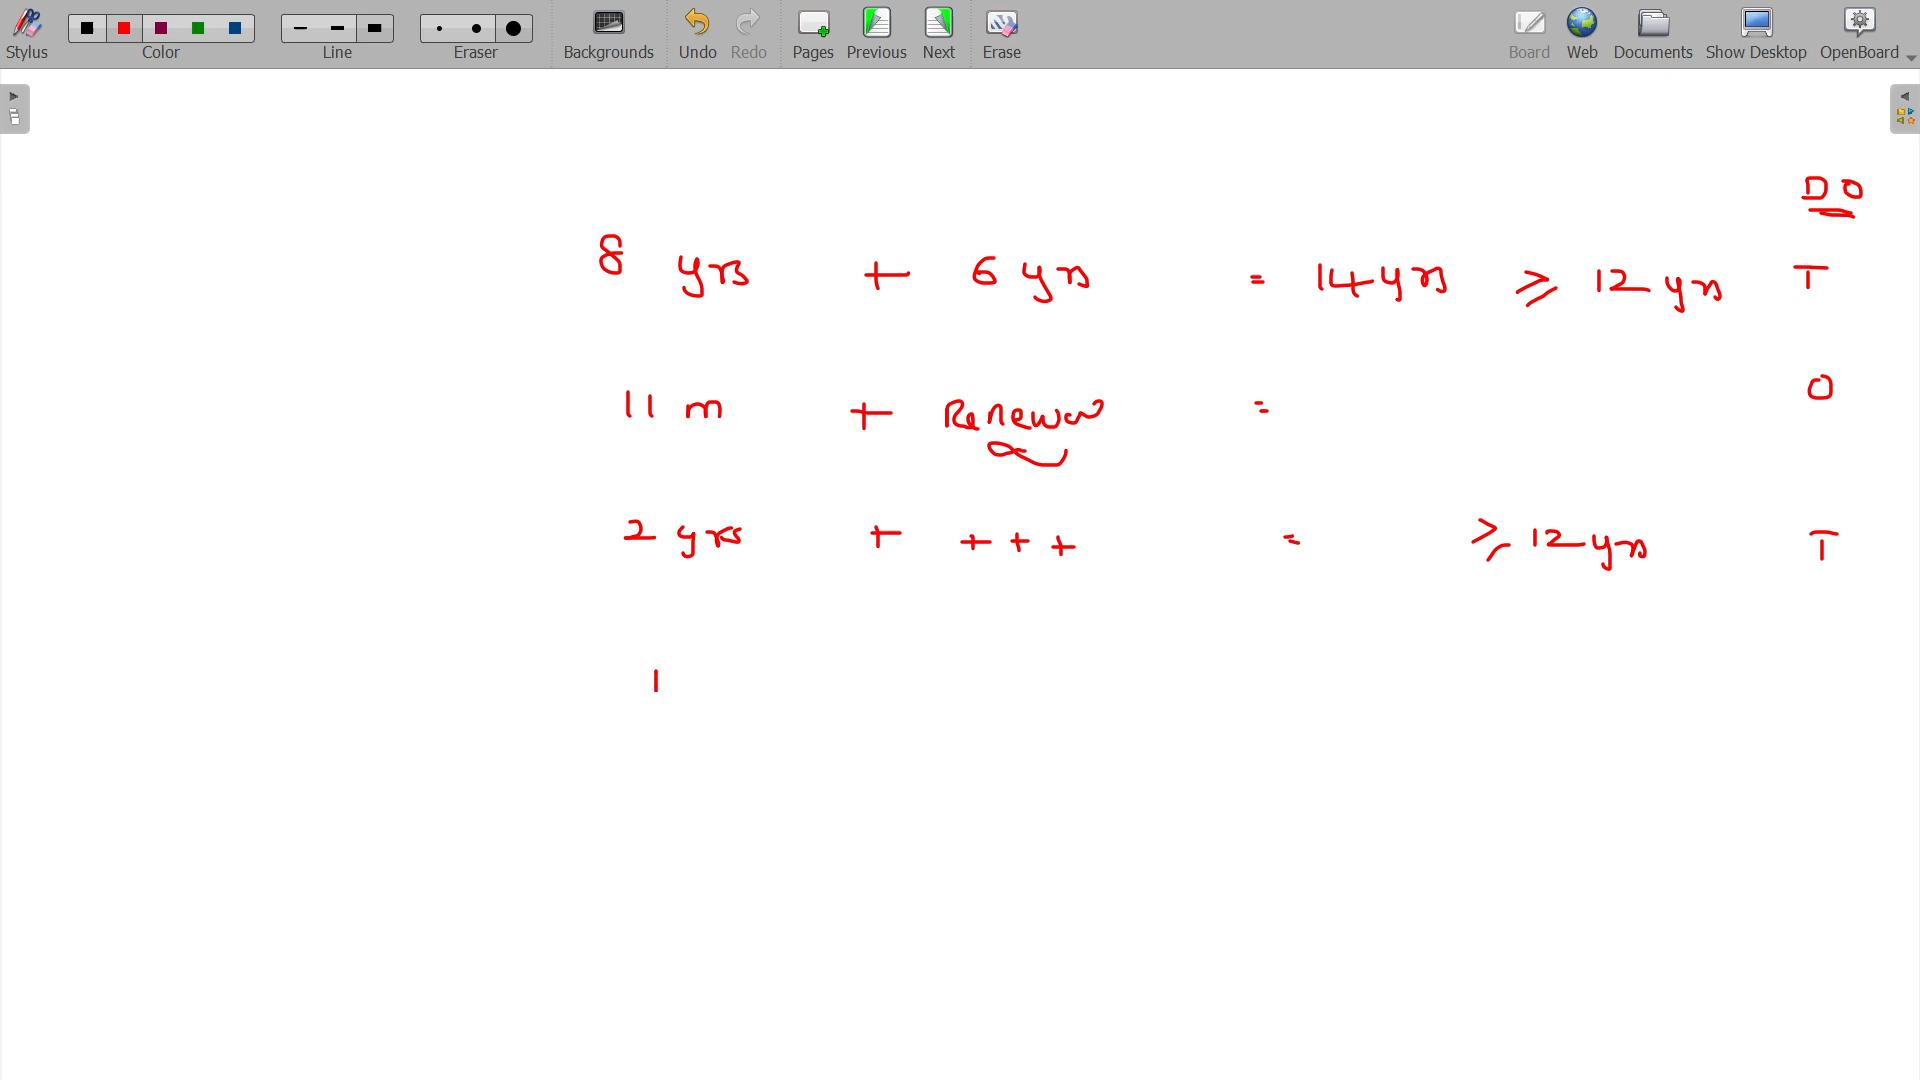 Stylus Color Line Eraser Backgrounds Undo Redo Pages Previous Next Erase Board Web Documents Show Desktop OpenBoard
DO
8 yrs + 6 yrs = 14 yrs ≥ 12 yrs T
11 m + Renewal = O
2 yrs + + + + = ≥ 12 yrs T
1